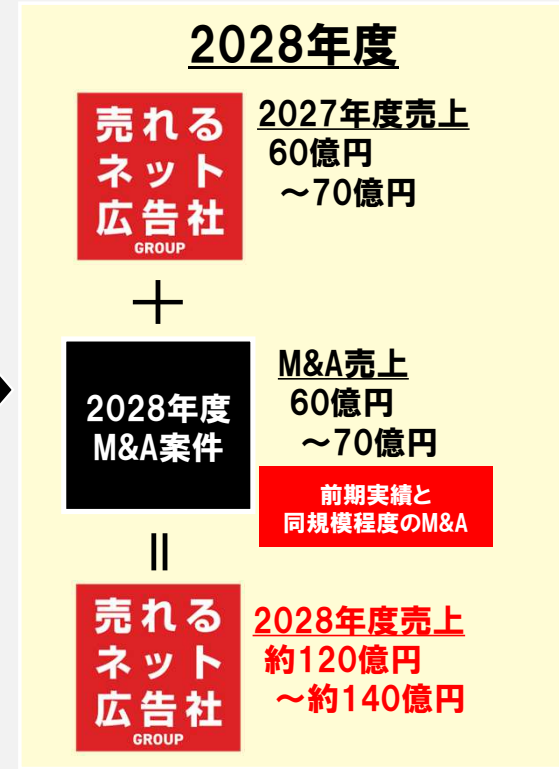 2028年度
売れる
ネット
広告社
GROUP
2027年度売上
60億円
～70億円
＋
2028年度
M&A案件
M&A売上
60億円
～70億円
前期実績と
同規模程度のM&A
＝
売れる
ネット
広告社
GROUP
2028年度売上
約120億円
～約140億円